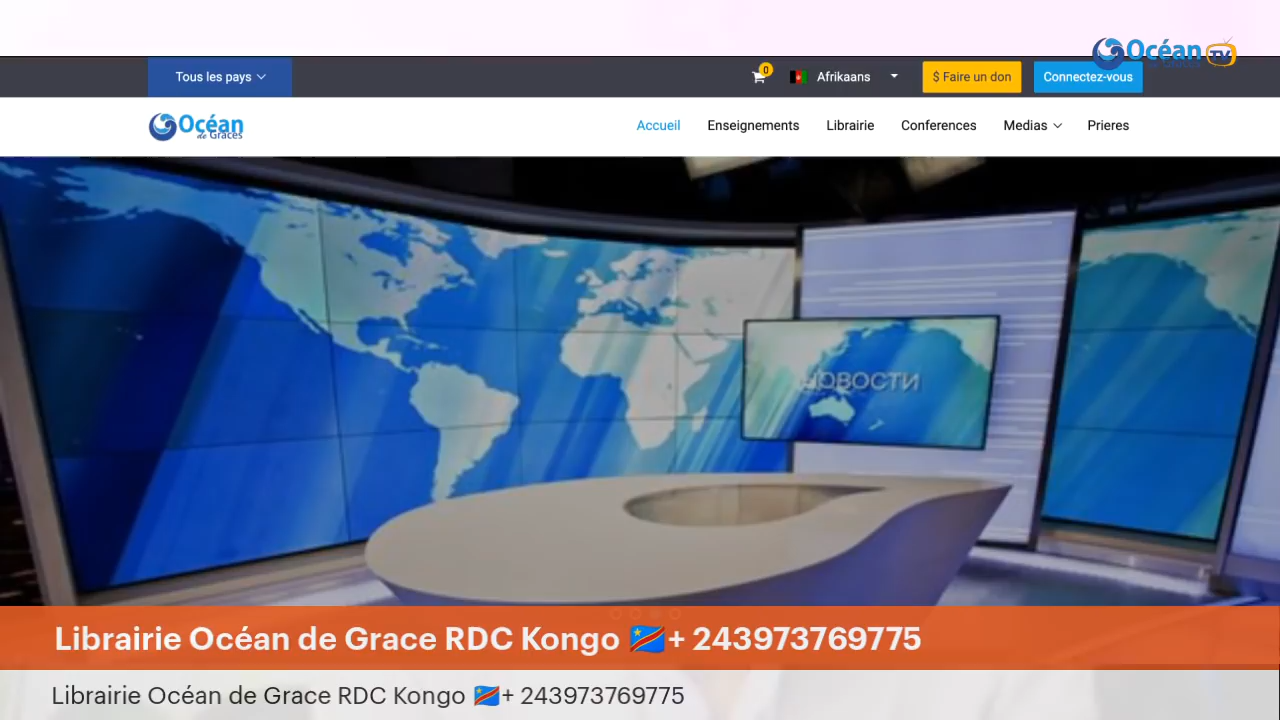 Océan TV
Tous les pays
0
Afrikaans
$ Faire un don
Connectez-vous
Océan
de Graces
Accueil
Enseignements
Librairie
Conferences
Medias
Prieres
НОВОСТИ
Librairie Océan de Grace RDC Kongo 🇨🇩+ 243973769775
Librairie Océan de Grace RDC Kongo 🇨🇩+ 243973769775